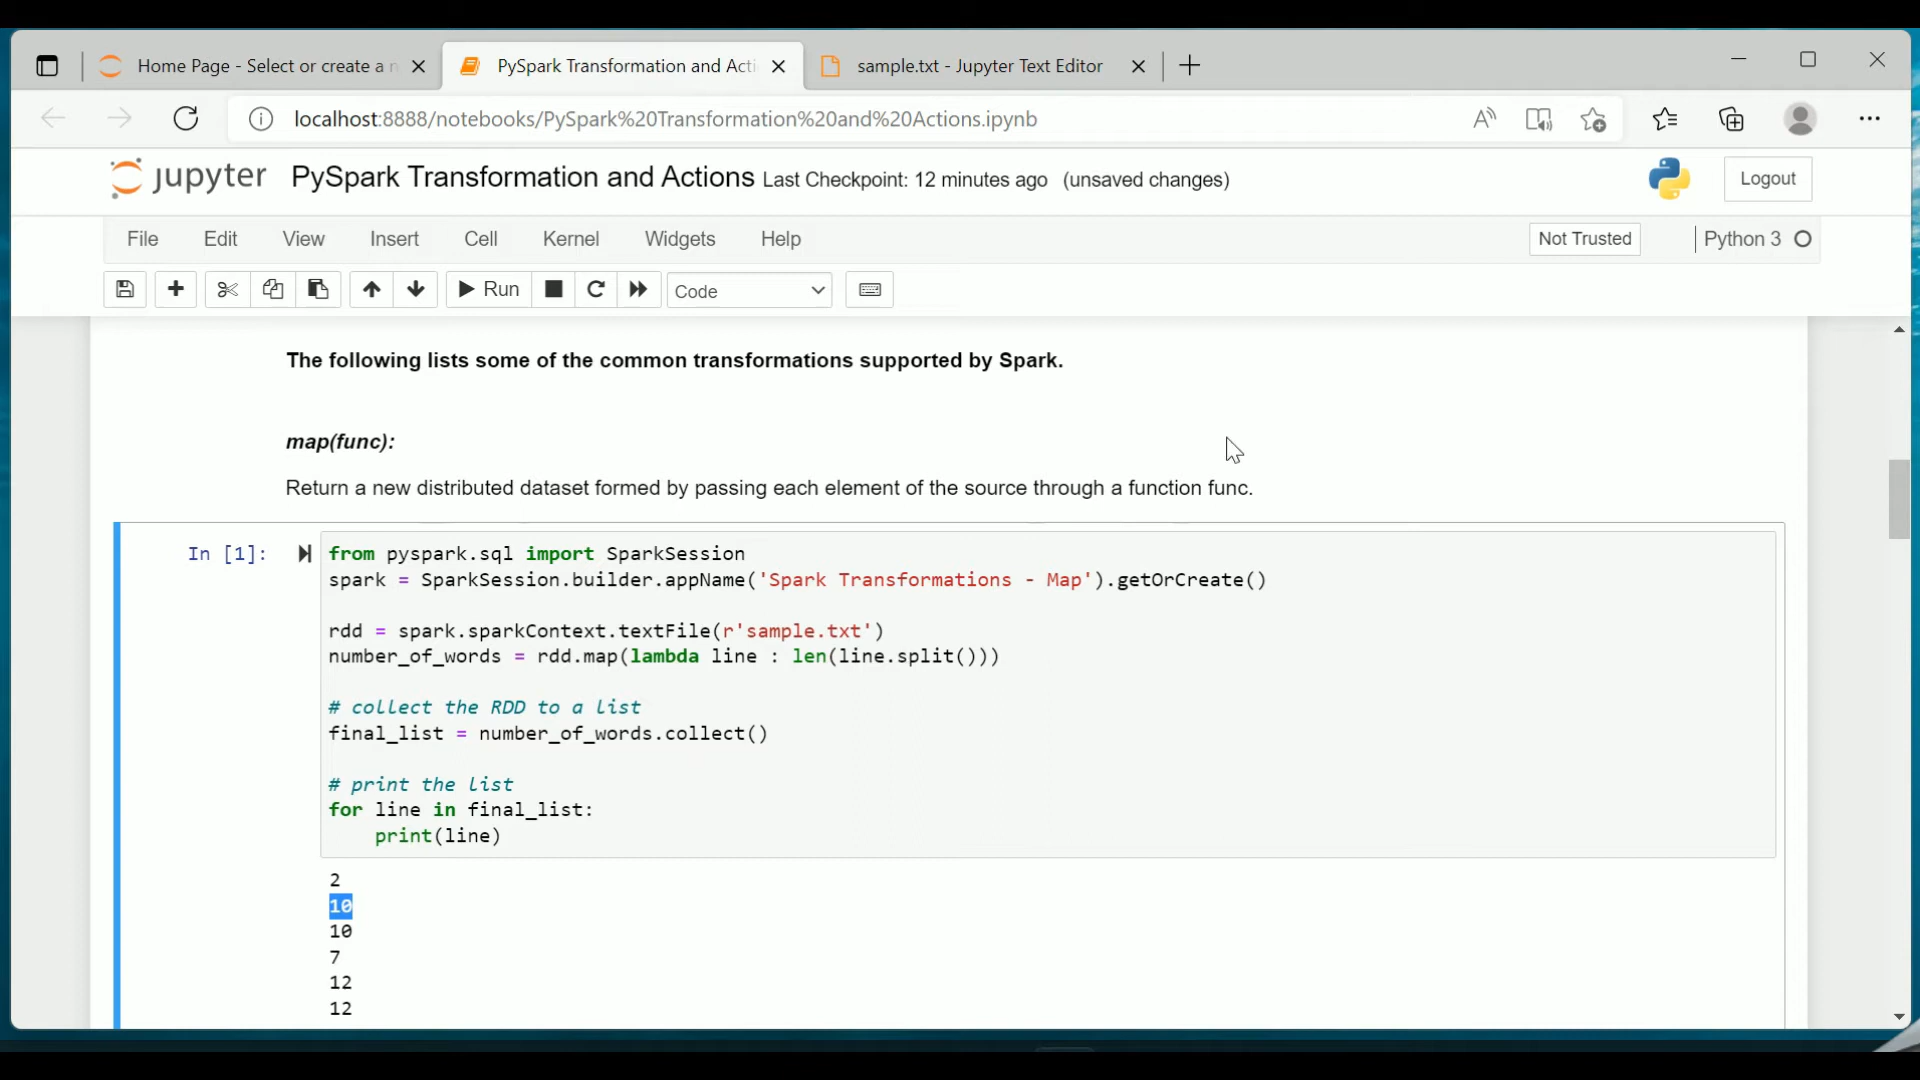 Home Page - Select or create a n
PySpark Transformation and Acti
sample.txt - Jupyter Text Editor
localhost:8888/notebooks/PySpark%20Transformation%20and%20Actions.ipynb
jupyter PySpark Transformation and Actions Last Checkpoint: 12 minutes ago (unsaved changes)
Logout
File Edit View Insert Cell Kernel Widgets Help
Not Trusted
Python 3
Run
Code
The following lists some of the common transformations supported by Spark.
map(func):
Return a new distributed dataset formed by passing each element of the source through a function func.
In [1]:
from pyspark.sql import SparkSession
spark = SparkSession.builder.appName('Spark Transformations - Map').getOrCreate()
rdd = spark.sparkContext.textFile(r'sample.txt')
number_of_words = rdd.map(lambda line : len(line.split()))
# collect the RDD to a list
final_list = number_of_words.collect()
# print the list
for line in final_list:
    print(line)
2
10
10
7
12
12